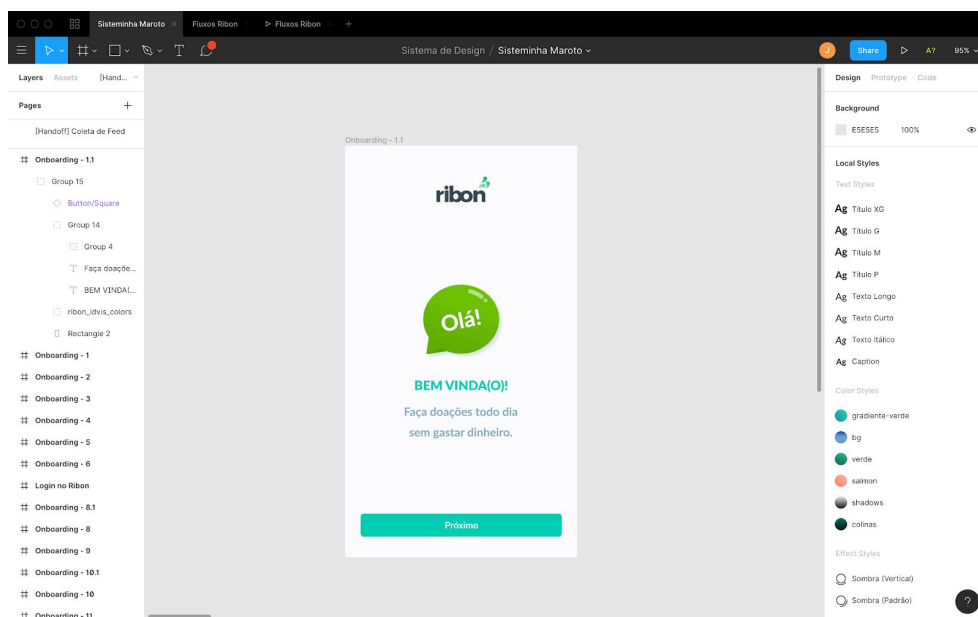 Sisteminha Maroto
Fluxos Ribon
Fluxos Ribon
Sistema de Design / Sisteminha Maroto
J
Share
A?
95%
Layers
Assets
[Hand...
Pages
[Handoff] Coleta de Feed
Onboarding - 1.1
Group 15
Button/Square
Group 14
Group 4
Faça doaçõe...
BEM VINDA(...
ribon_idvis_colors
Rectangle 2
Onboarding - 1
Onboarding - 2
Onboarding - 3
Onboarding - 4
Onboarding - 5
Onboarding - 6
Login no Ribon
Onboarding - 8.1
Onboarding - 8
Onboarding - 9
Onboarding - 10.1
Onboarding - 10
Onboarding - 11
Onboarding - 1.1
ribon
Olá!
BEM VINDA(O)!
Faça doações todo dia
sem gastar dinheiro.
Próximo
Design
Prototype
Code
Background
E5E5E5
100%
Local Styles
Text Styles
Ag Título XG
Ag Título G
Ag Título M
Ag Título P
Ag Texto Longo
Ag Texto Curto
Ag Texto Itálico
Ag Caption
Color Styles
gradiente-verde
bg
verde
salmon
shadows
colinas
Effect Styles
Sombra (Vertical)
Sombra (Padrão)
?